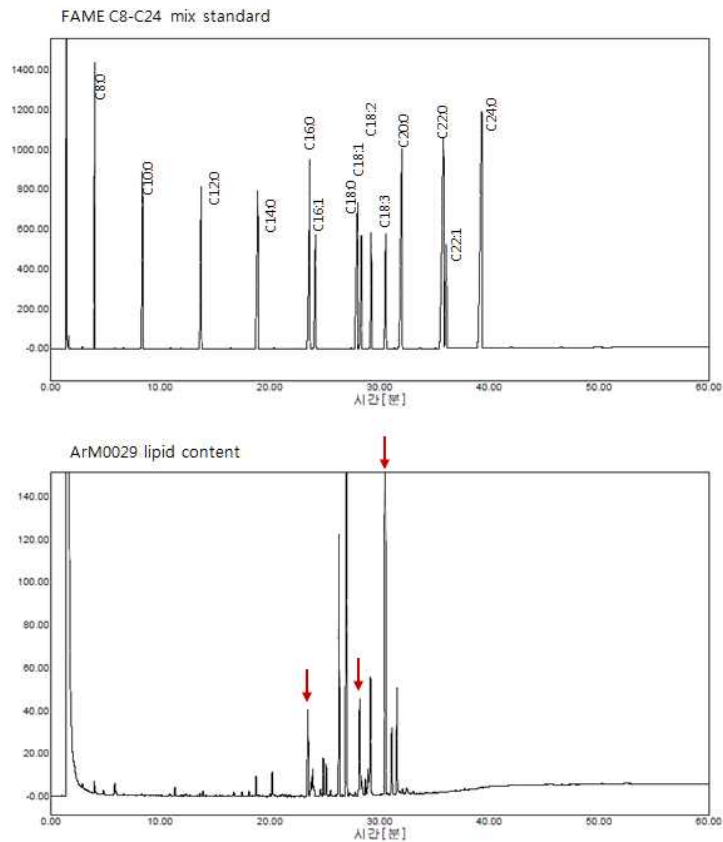 FAME C8-C24 mix standard
1400.00
1200.00
1000.00
800.00
600.00
400.00
200.00
-0.00
C8:0
C10:0
C12:0
C14:0
C16:0
C16:1
C18:0
C18:1
C18:2
C18:3
C20:0
C22:0
C22:1
C24:0
0.00 10.00 20.00 30.00 40.00 50.00 60.00
시간[분]
ArM0029 lipid content
140.00
120.00
100.00
80.00
60.00
40.00
20.00
-0.00
0.00 10.00 20.00 30.00 40.00 50.00 60.00
시간[분]